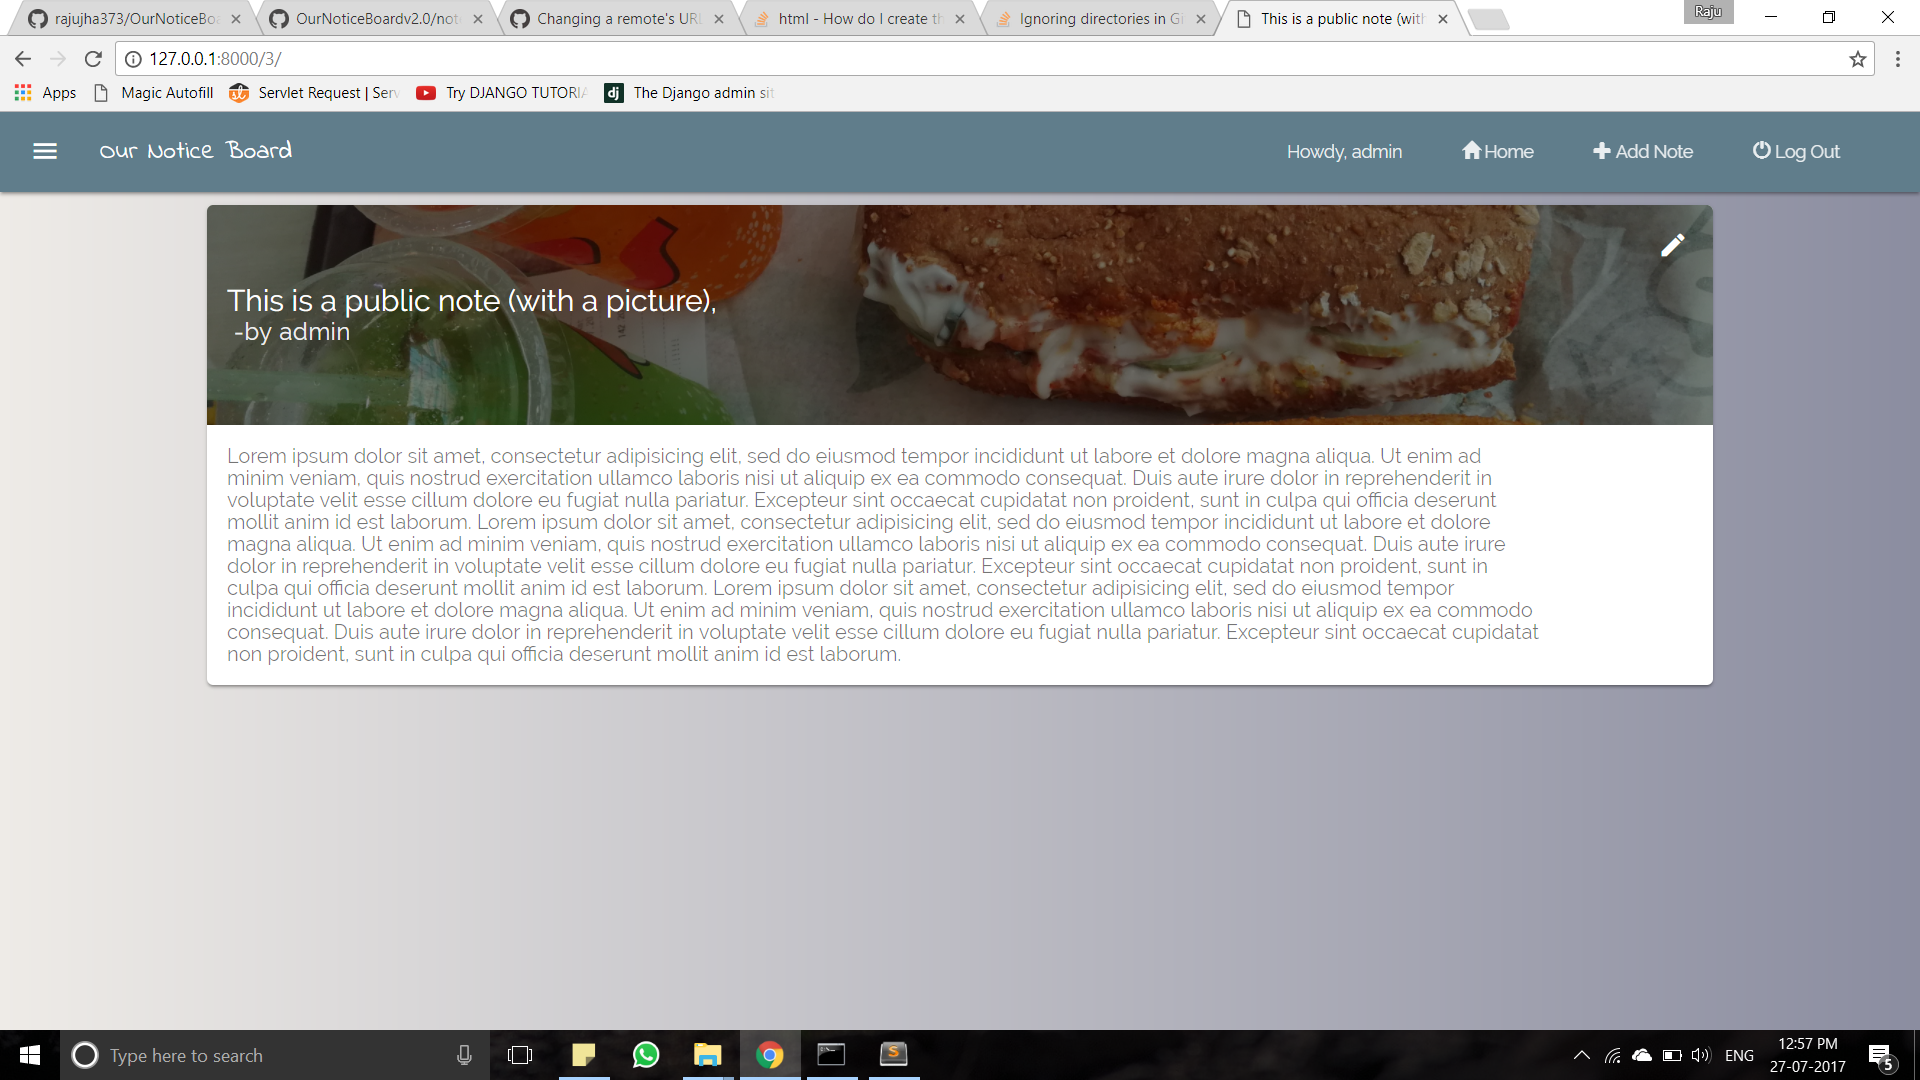 rajujha373/OurNoticeBoa
OurNoticeBoardv2.0/note
Changing a remote's URL
html - How do I create th
Ignoring directories in Gi
This is a public note (with
Raju
127.0.0.1:8000/3/
Apps
Magic Autofill
Servlet Request | Serv
Try DJANGO TUTORIA
The Django admin sit
Our Notice Board
Howdy, admin
Home
Add Note
Log Out
This is a public note (with a picture),
-by admin
Lorem ipsum dolor sit amet, consectetur adipisicing elit, sed do eiusmod tempor incididunt ut labore et dolore magna aliqua. Ut enim ad
minim veniam, quis nostrud exercitation ullamco laboris nisi ut aliquip ex ea commodo consequat. Duis aute irure dolor in reprehenderit in
voluptate velit esse cillum dolore eu fugiat nulla pariatur. Excepteur sint occaecat cupidatat non proident, sunt in culpa qui officia deserunt
mollit anim id est laborum. Lorem ipsum dolor sit amet, consectetur adipisicing elit, sed do eiusmod tempor incididunt ut labore et dolore
magna aliqua. Ut enim ad minim veniam, quis nostrud exercitation ullamco laboris nisi ut aliquip ex ea commodo consequat. Duis aute irure
dolor in reprehenderit in voluptate velit esse cillum dolore eu fugiat nulla pariatur. Excepteur sint occaecat cupidatat non proident, sunt in
culpa qui officia deserunt mollit anim id est laborum. Lorem ipsum dolor sit amet, consectetur adipisicing elit, sed do eiusmod tempor
incididunt ut labore et dolore magna aliqua. Ut enim ad minim veniam, quis nostrud exercitation ullamco laboris nisi ut aliquip ex ea commodo
consequat. Duis aute irure dolor in reprehenderit in voluptate velit esse cillum dolore eu fugiat nulla pariatur. Excepteur sint occaecat cupidatat
non proident, sunt in culpa qui officia deserunt mollit anim id est laborum.
Type here to search
ENG
12:57 PM
27-07-2017
5